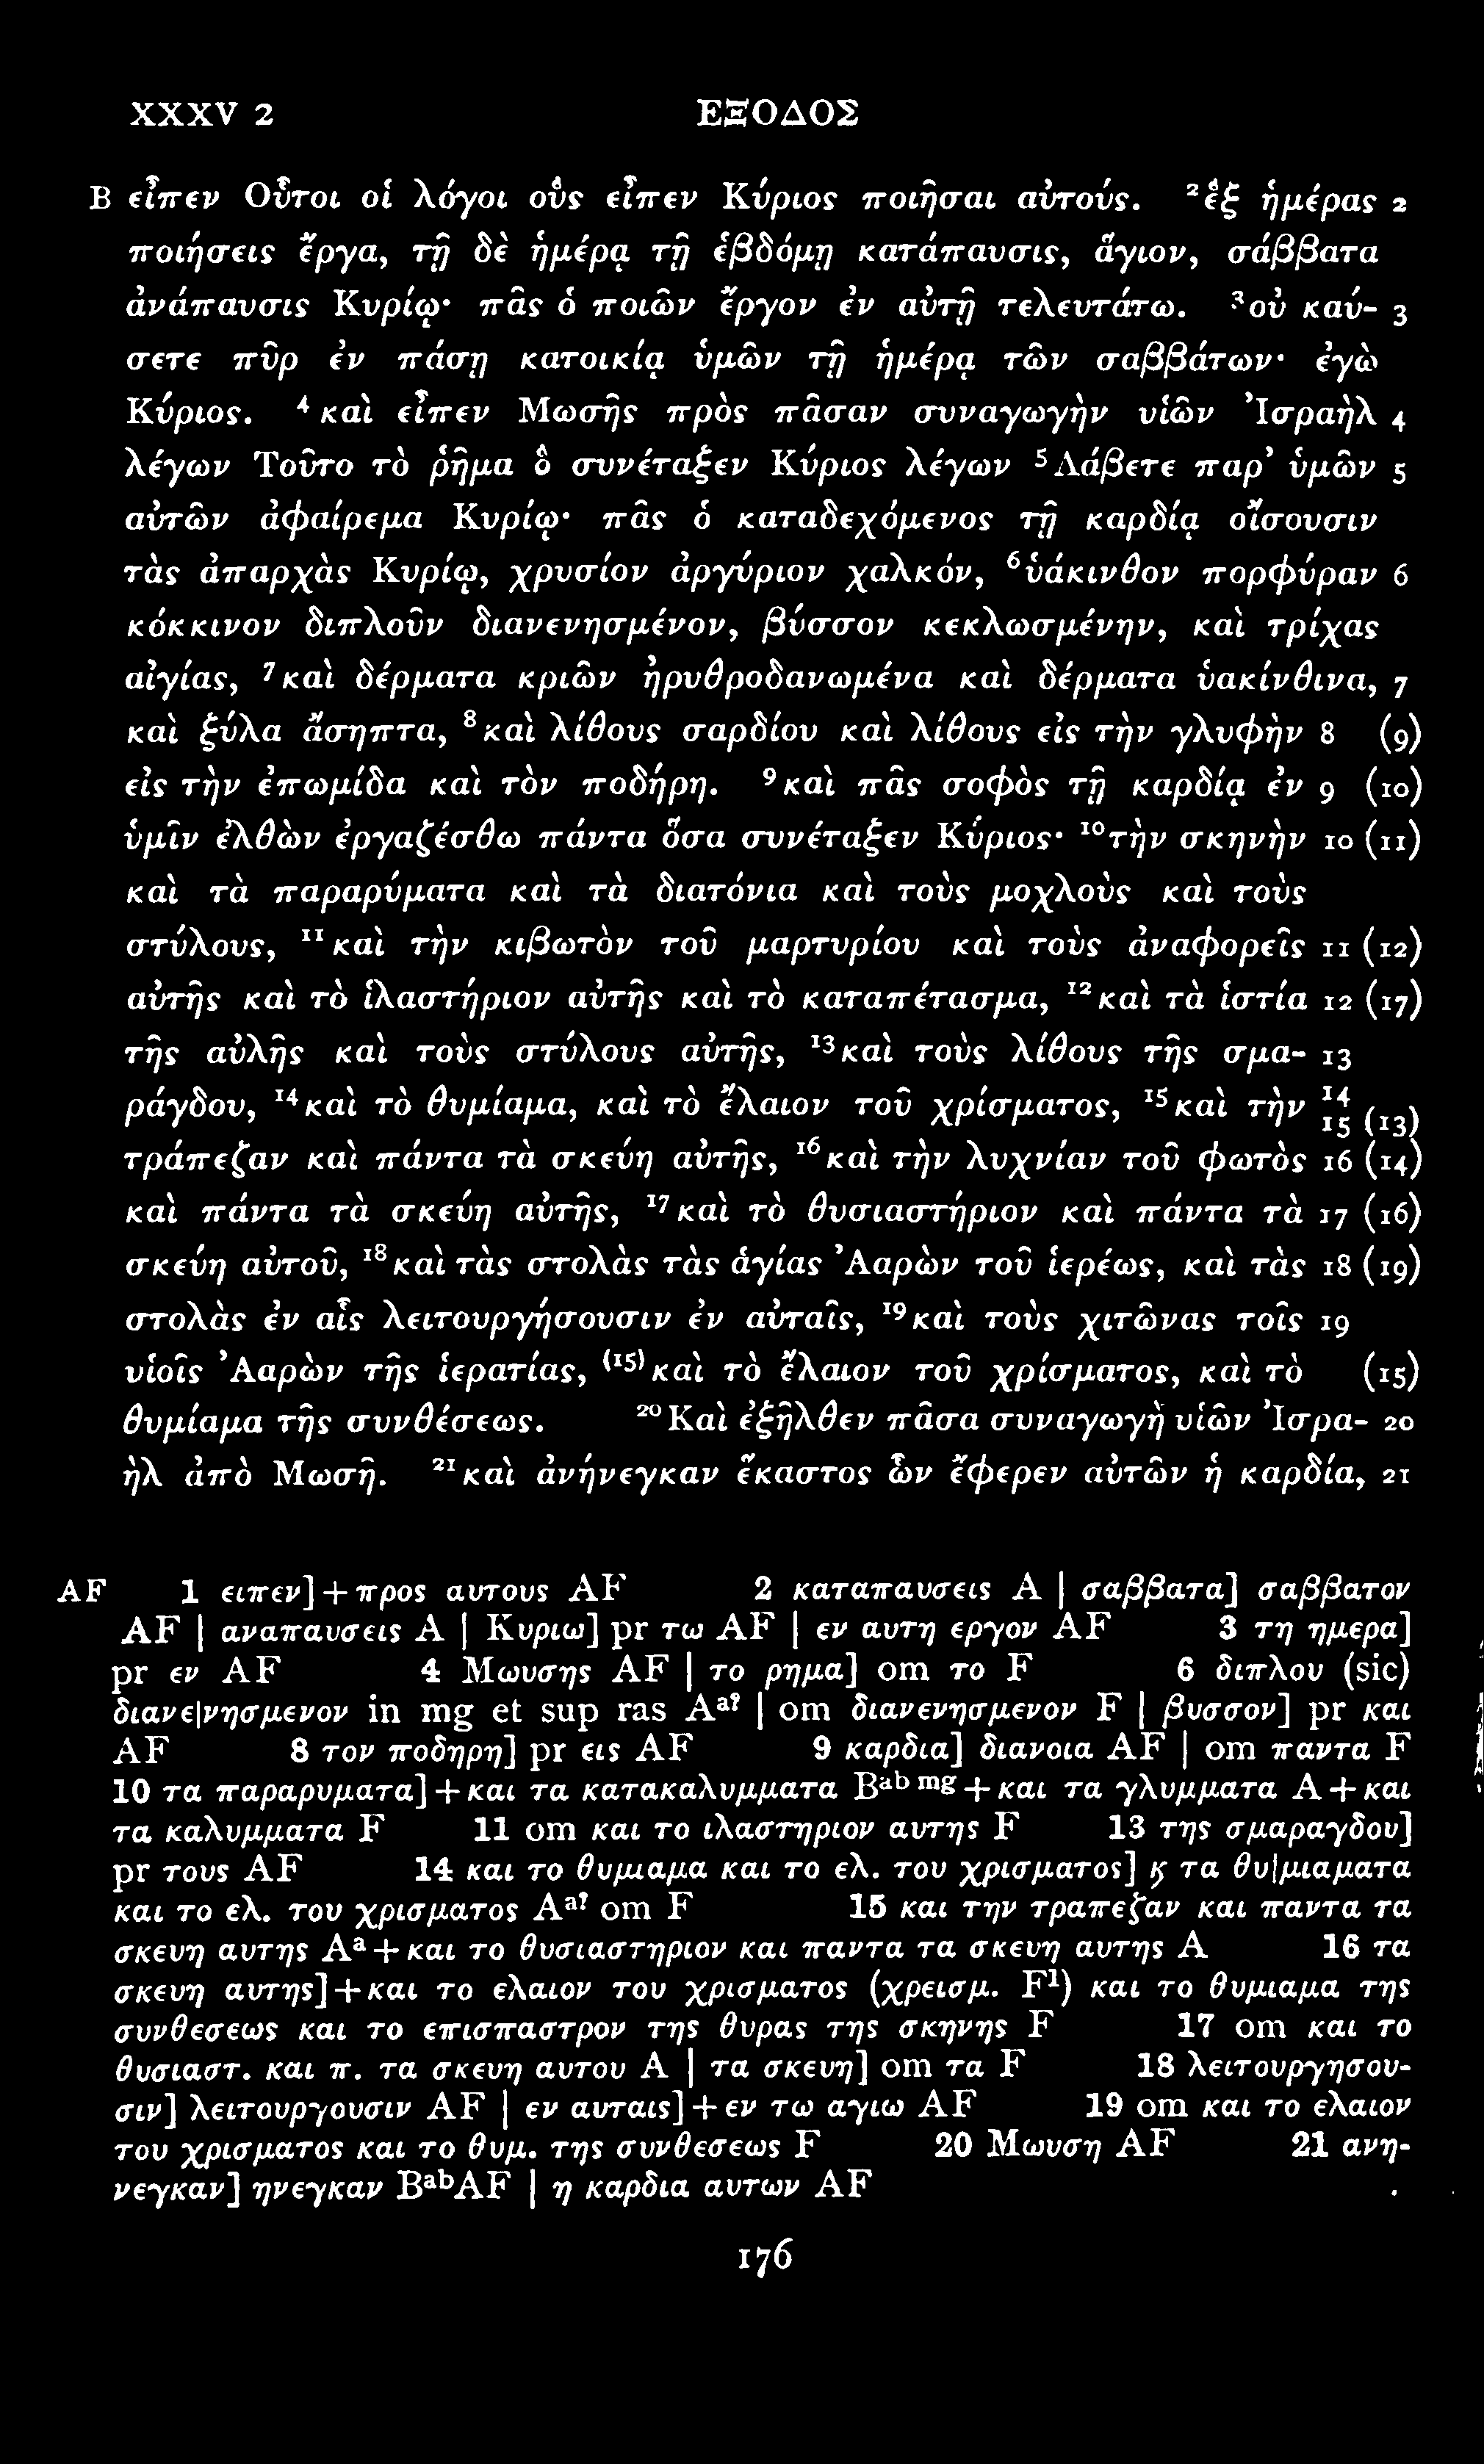 XXXV 2 ΕΞΟΔΟΣ
B εἶπεν Οὗτοι οἱ λόγοι οὓς εἶπεν Κύριος ποιῆσαι αὐτούς. ²ἓξ ἡμέρας 2
ποιήσεις ἔργα, τῇ δὲ ἡμέρᾳ τῇ ἑβδόμῃ κατάπαυσις, ἅγιον, σάββατα
ἀνάπαυσις Κυρίῳ· πᾶς ὁ ποιῶν ἔργον ἐν αὐτῇ τελευτάτω. ³οὐ καύ- 3
σετε πῦρ ἐν πάσῃ κατοικίᾳ ὑμῶν τῇ ἡμέρᾳ τῶν σαββάτων· ἐγὼ
Κύριος. ⁴καὶ εἶπεν Μωσῆς πρὸς πᾶσαν συναγωγὴν υἱῶν Ἰσραὴλ 4
λέγων Τοῦτο τὸ ῥῆμα ὃ συνέταξεν Κύριος λέγων ⁵Λάβετε παρ᾽ ὑμῶν 5
αὐτῶν ἀφαίρεμα Κυρίῳ· πᾶς ὁ καταδεχόμενος τῇ καρδίᾳ οἴσουσιν
τὰς ἀπαρχὰς Κυρίῳ, χρυσίον ἀργύριον χαλκόν, ⁶ὑάκινθον πορφύραν 6
κόκκινον διπλοῦν διανενησμένον, βύσσον κεκλωσμένην, καὶ τρίχας
αἰγίας, ⁷καὶ δέρματα κριῶν ἠρυθροδανωμένα καὶ δέρματα ὑακίνθινα, 7
καὶ ξύλα ἄσηπτα, ⁸καὶ λίθους σαρδίου καὶ λίθους εἰς τὴν γλυφὴν 8 (9)
εἰς τὴν ἐπωμίδα καὶ τὸν ποδήρη. ⁹καὶ πᾶς σοφὸς τῇ καρδίᾳ ἐν 9 (10)
ὑμῖν ἐλθὼν ἐργαζέσθω πάντα ὅσα συνέταξεν Κύριος· ¹⁰τὴν σκηνὴν 10 (11)
καὶ τὰ παραρύματα καὶ τὰ διατόνια καὶ τοὺς μοχλοὺς καὶ τοὺς
στύλους, ¹¹καὶ τὴν κιβωτὸν τοῦ μαρτυρίου καὶ τοὺς ἀναφορεῖς 11 (12)
αὐτῆς καὶ τὸ ἱλαστήριον αὐτῆς καὶ τὸ καταπέτασμα, ¹²καὶ τὰ ἱστία 12 (17)
τῆς αὐλῆς καὶ τοὺς στύλους αὐτῆς, ¹³καὶ τοὺς λίθους τῆς σμα- 13
ράγδου, ¹⁴καὶ τὸ θυμίαμα, καὶ τὸ ἔλαιον τοῦ χρίσματος, ¹⁵καὶ τὴν 14 15 (13)
τράπεζαν καὶ πάντα τὰ σκεύη αὐτῆς, ¹⁶καὶ τὴν λυχνίαν τοῦ φωτὸς 16 (14)
καὶ πάντα τὰ σκεύη αὐτῆς, ¹⁷καὶ τὸ θυσιαστήριον καὶ πάντα τὰ 17 (16)
σκεύη αὐτοῦ, ¹⁸καὶ τὰς στολὰς τὰς ἁγίας Ἀαρὼν τοῦ ἱερέως, καὶ τὰς 18 (19)
στολὰς ἐν αἷς λειτουργήσουσιν ἐν αὐταῖς, ¹⁹καὶ τοὺς χιτῶνας τοῖς 19
υἱοῖς Ἀαρὼν τῆς ἱερατίας, ⁽¹⁵⁾καὶ τὸ ἔλαιον τοῦ χρίσματος, καὶ τὸ (15)
θυμίαμα τῆς συνθέσεως. ²⁰Καὶ ἐξῆλθεν πᾶσα συναγωγὴ υἱῶν Ἰσρα- 20
ὴλ ἀπὸ Μωσῆ. ²¹καὶ ἀνήνεγκαν ἕκαστος ὧν ἔφερεν αὐτῶν ἡ καρδία, 21
AF 1 ειπεν]+προς αυτους AF 2 καταπαυσεις A | σαββατα] σαββατον
AF | αναπαυσεις A | Κυριω] pr τω AF | εν αυτη εργον AF 3 τη ημερα]
pr εν AF 4 Μωυσης AF | το ρημα] om το F 6 διπλου (sic)
διανε|νησμενον in mg et sup ras Aᵃ? | om διανενησμενον F | βυσσον] pr και
AF 8 τον ποδηρη] pr εις AF 9 καρδια] διανοια AF | om παντα F
10 τα παραρυματα]+και τα κατακαλυμματα Bᵃᵇ ᵐᵍ+και τα γλυμματα A+και
τα καλυμματα F 11 om και το ιλαστηριον αυτης F 13 της σμαραγδου]
pr τους AF 14 και το θυμιαμα και το ελ. του χρισματος] ϗ τα θυ|μιαματα
και το ελ. του χρισματος Aᵃ? om F 15 και την τραπεζαν και παντα τα
σκευη αυτης Aᵃ+και το θυσιαστηριον και παντα τα σκευη αυτης A 16 τα
σκευη αυτης]+και το ελαιον του χρισματος (χρεισμ. F¹) και το θυμιαμα της
συνθεσεως και το επισπαστρον της θυρας της σκηνης F 17 om και το
θυσιαστ. και π. τα σκευη αυτου A | τα σκευη] om τα F 18 λειτουργησου-
σιν] λειτουργουσιν AF | εν αυταις]+εν τω αγιω AF 19 om και το ελαιον
του χρισματος και το θυμ. της συνθεσεως F 20 Μωυση AF 21 ανη-
νεγκαν] ηνεγκαν BᵃᵇAF | η καρδια αυτων AF
176